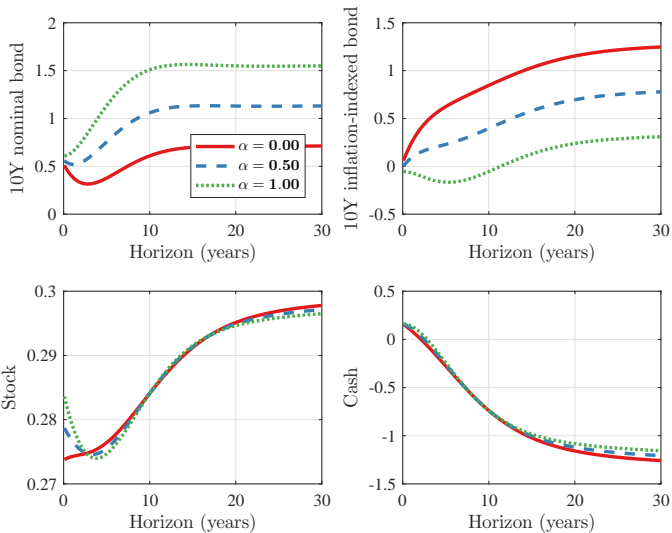 10Y nominal bond
2
1.5
1
0.5
0
0 10 20 30
Horizon (years)
α = 0.00
α = 0.50
α = 1.00
10Y inflation-indexed bond
1.5
1
0.5
0
-0.5
0 10 20 30
Horizon (years)
Stock
0.3
0.29
0.28
0.27
0 10 20 30
Horizon (years)
Cash
0.5
0
-0.5
-1
-1.5
0 10 20 30
Horizon (years)